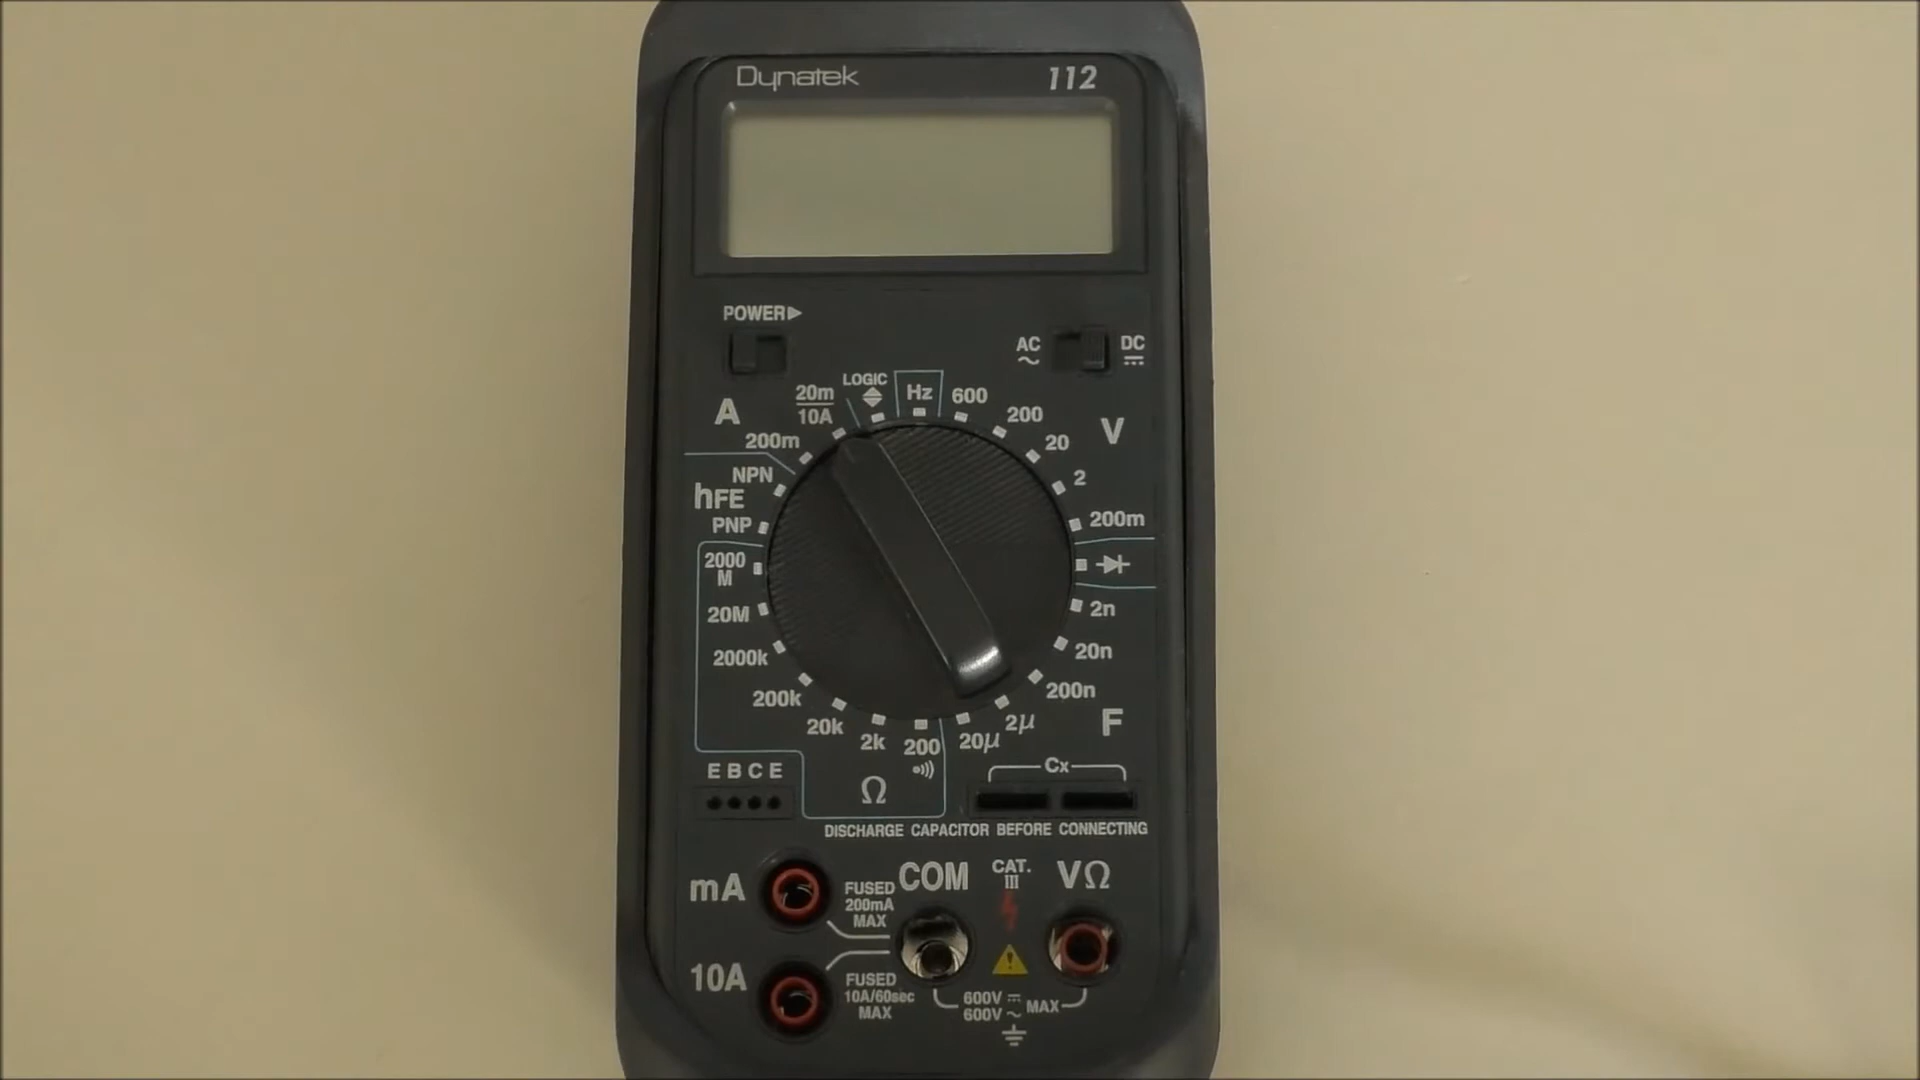 Dynatek 112
POWER
AC DC
LOGIC
20m
10A
Hz
600
200
20
2
200m
A
V
200m
NPN
hFE
PNP
2000
M
20M
2000k
200k
20k
2k
200
Ω
2n
20n
200n
2µ
20µ
F
E B C E
Cx
DISCHARGE CAPACITOR BEFORE CONNECTING
mA
FUSED
200mA
MAX
COM
CAT.
III
VΩ
10A
FUSED
10A/60sec
MAX
600V ⎓
600V ~
MAX